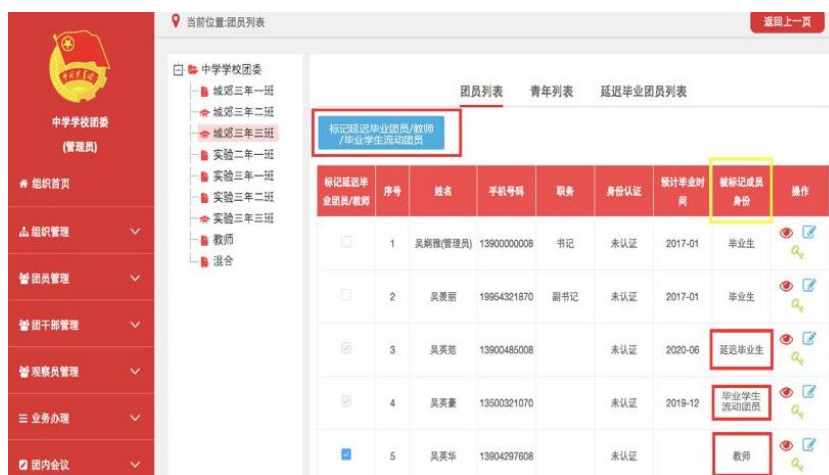 当前位置:团员列表
返回上一页
中学学校团委
(管理员)
组织首页
组织管理
团员管理
团干部管理
观察员管理
业务办理
团内会议
中学学校团委
城郊三年一班
城郊三年二班
城郊三年三班
实验二年一班
实验三年一班
实验三年二班
实验三年三班
教师
混合
团员列表 青年列表 延迟毕业团员列表
标记延迟毕业团员/教师
/毕业学生流动团员
标记延迟毕业团员/教师 序号 姓名 手机号码 职务 身份认证 预计毕业时间 被标记成员身份 操作
1 吴娴雅(管理员) 13900000008 书记 未认证 2017-01 毕业生
2 吴景丽 19954321870 副书记 未认证 2017-01 毕业生
3 吴英范 13900485008 未认证 2020-06 延迟毕业生
4 吴英豪 13500321070 未认证 2019-12 毕业学生流动团员
5 吴英华 13904297608 未认证 教师